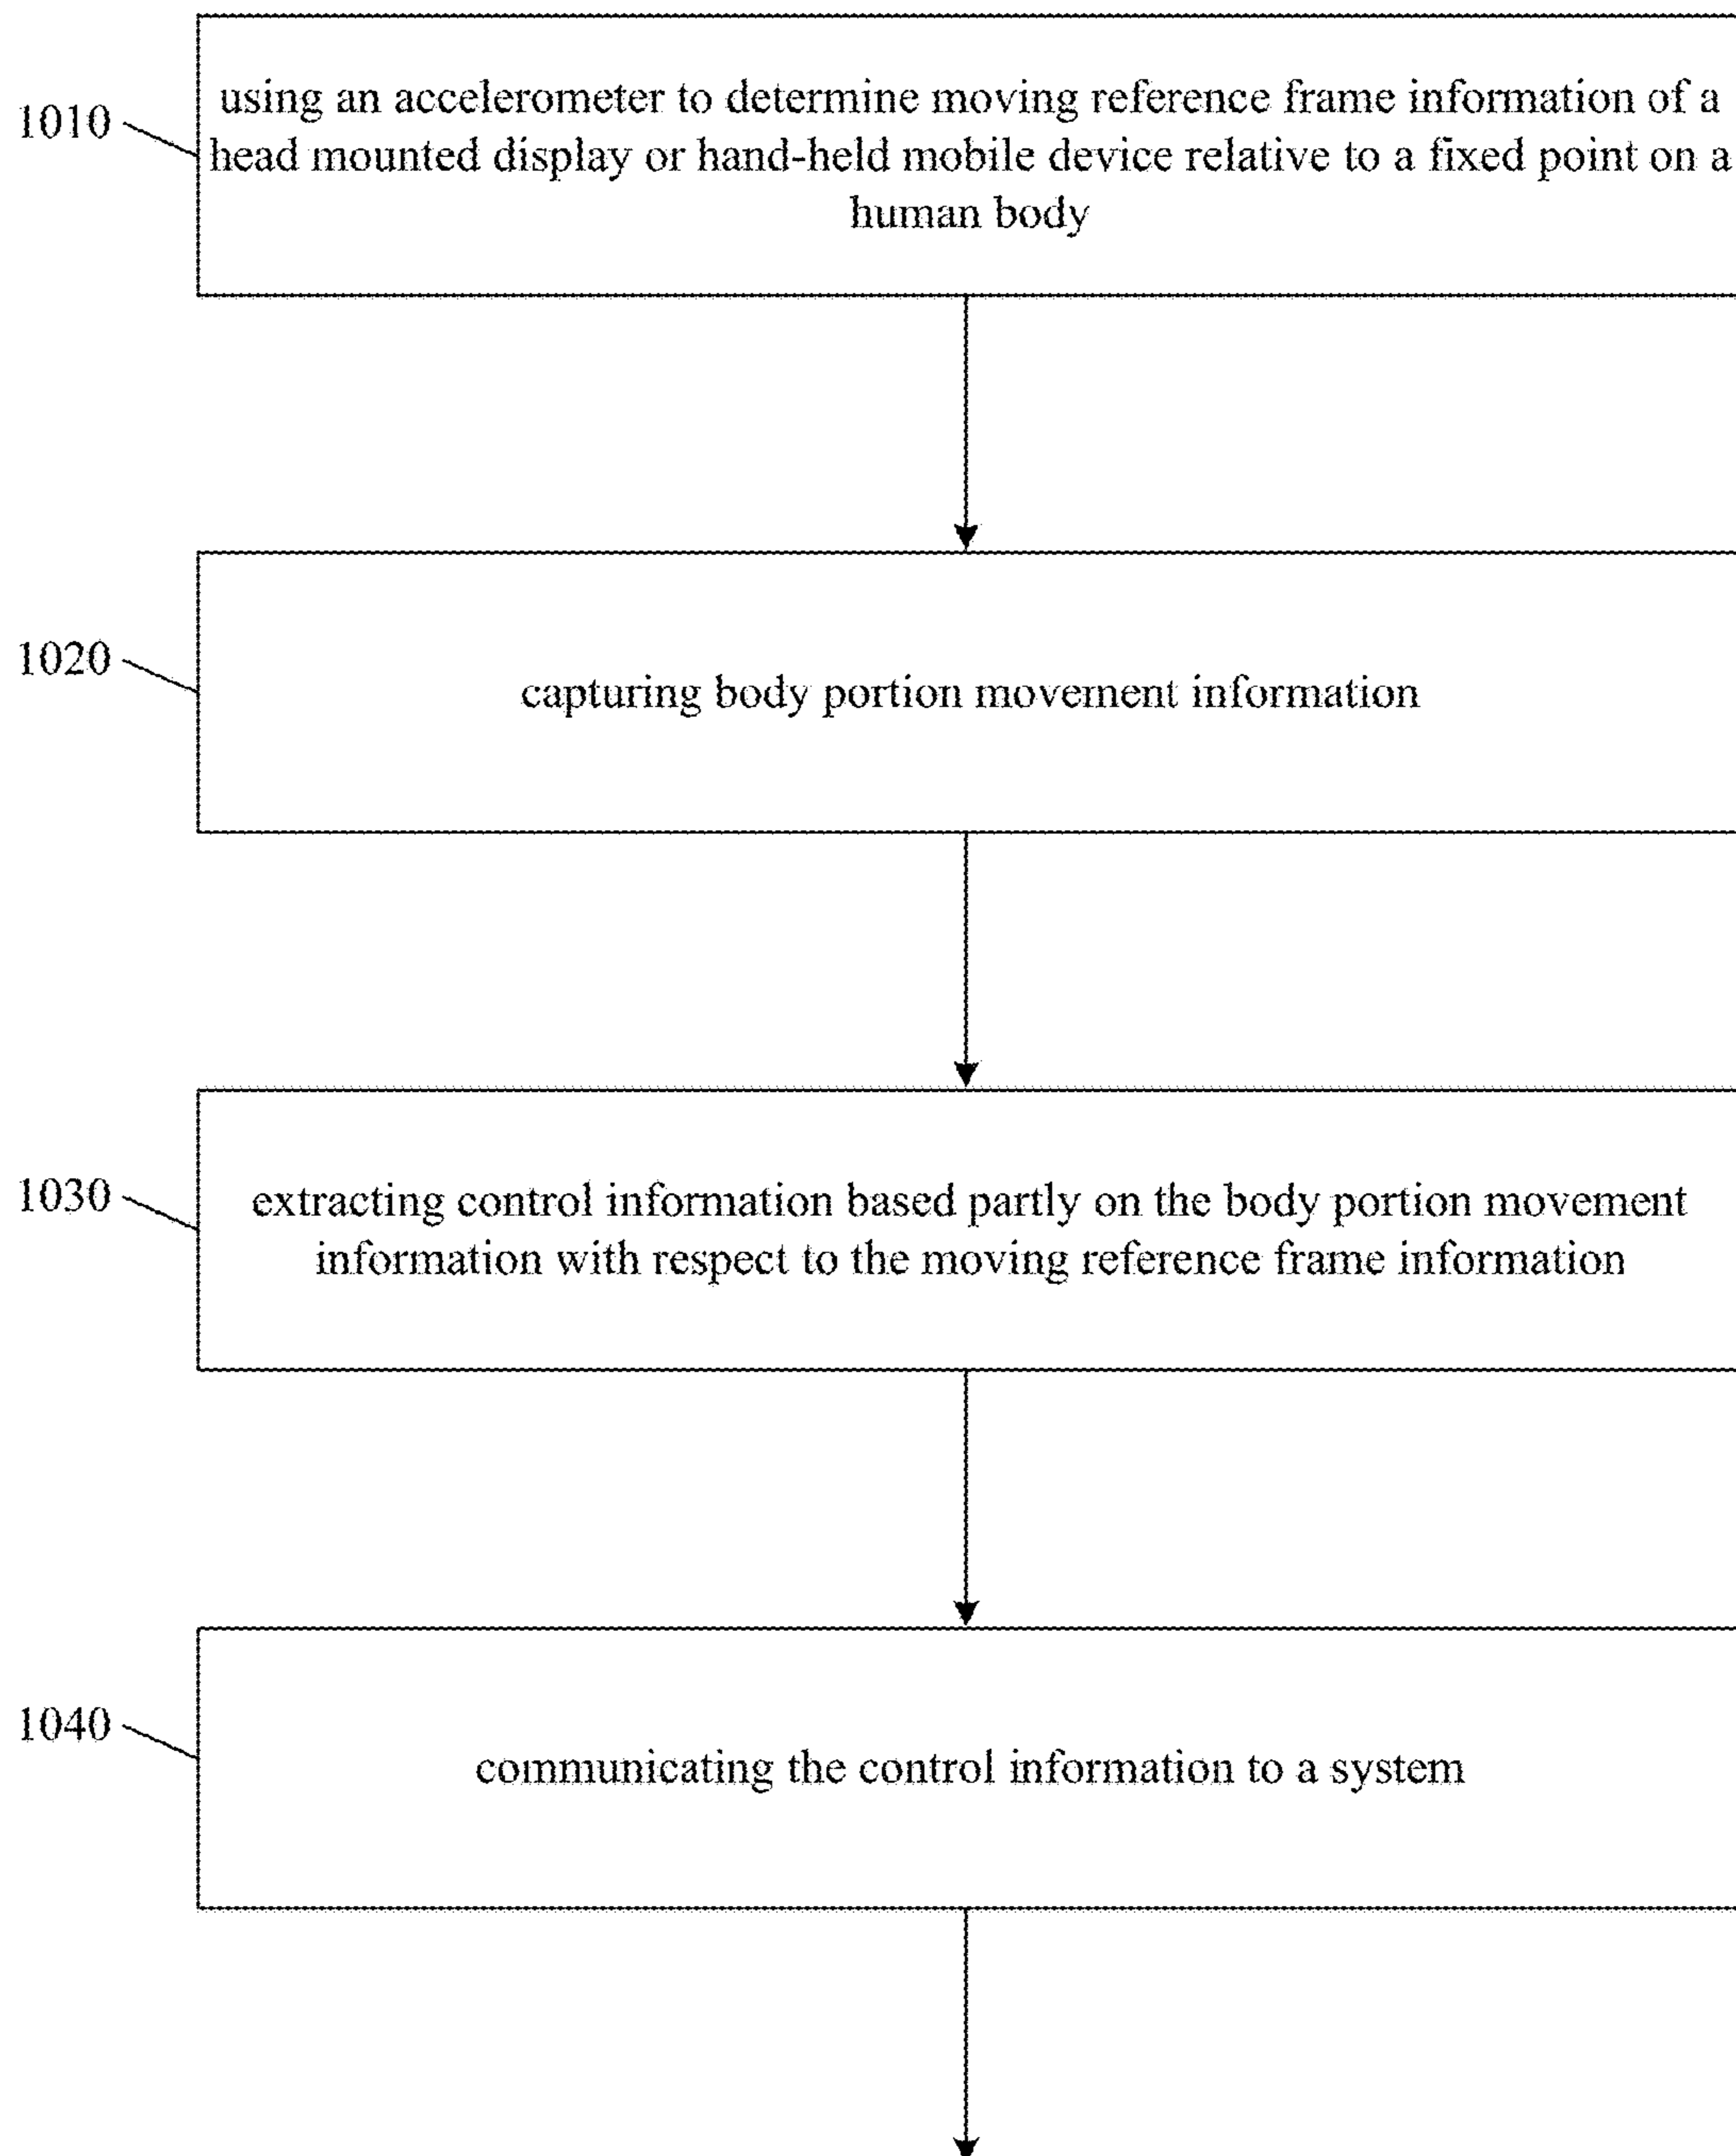 1010
using an accelerometer to determine moving reference frame information of a
head mounted display or hand-held mobile device relative to a fixed point on a
human body
1020
capturing body portion movement information
1030
extracting control information based partly on the body portion movement
information with respect to the moving reference frame information
1040
communicating the control information to a system